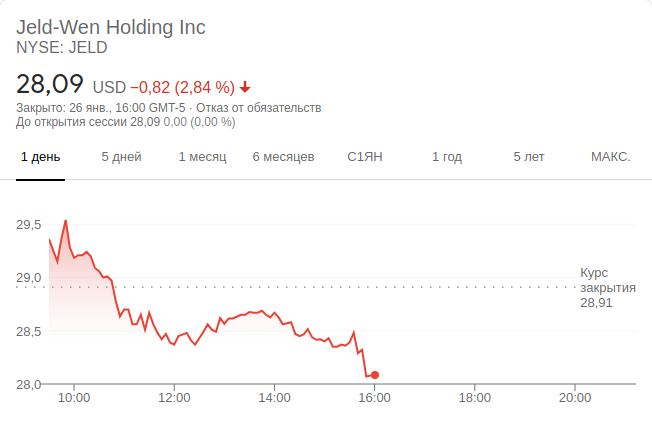 Jeld-Wen Holding Inc
NYSE: JELD
28,09 USD −0,82 (2,84 %)
Закрыто: 26 янв., 16:00 GMT-5 · Отказ от обязательств
До открытия сессии 28,09 0,00 (0,00 %)
1 день 5 дней 1 месяц 6 месяцев С1ЯН 1 год 5 лет МАКС.
29,5
29,0
Курс
закрытия
28,91
28,5
28,0
10:00 12:00 14:00 16:00 18:00 20:00